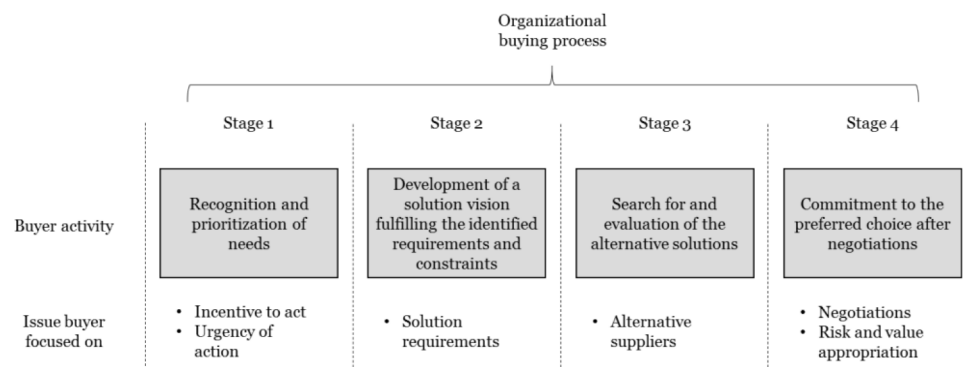 Organizational
buying process
Stage 1
Stage 2
Stage 3
Stage 4
Buyer activity
Recognition and
prioritization of
needs
Development of a
solution vision
fulfilling the identified
requirements and
constraints
Search for and
evaluation of the
alternative solutions
Commitment to the
preferred choice after
negotiations
Issue buyer
focused on
• Incentive to act
• Urgency of
action
• Solution
requirements
• Alternative
suppliers
• Negotiations
• Risk and value
appropriation